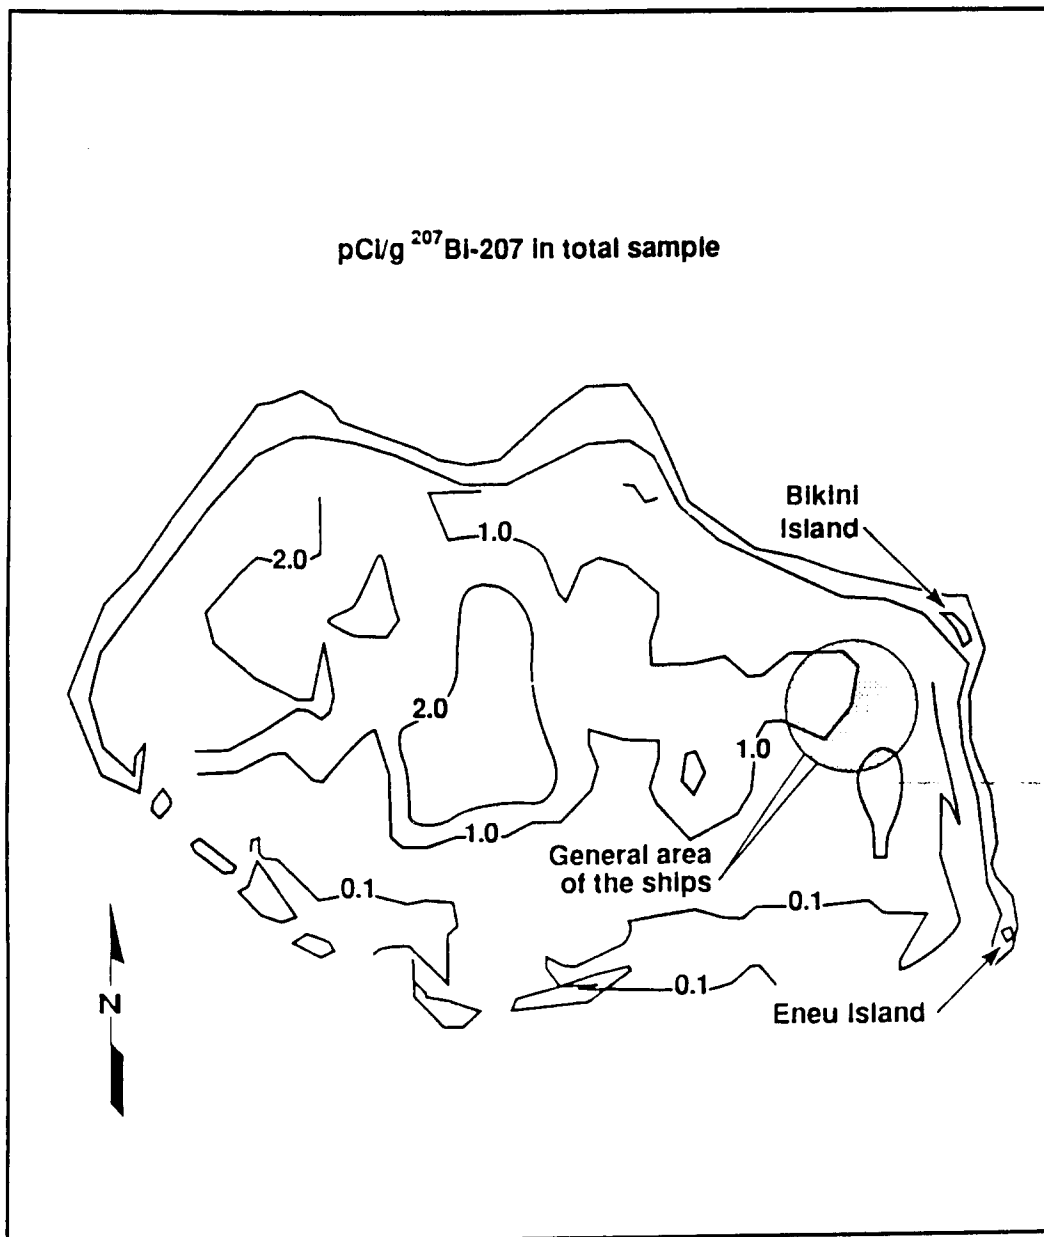 pCi/g ²⁰⁷Bi-207 in total sample
Bikini
Island
1.0
2.0
2.0
1.0
1.0
General area
of the ships
0.1
0.1
N
0.1
Eneu Island